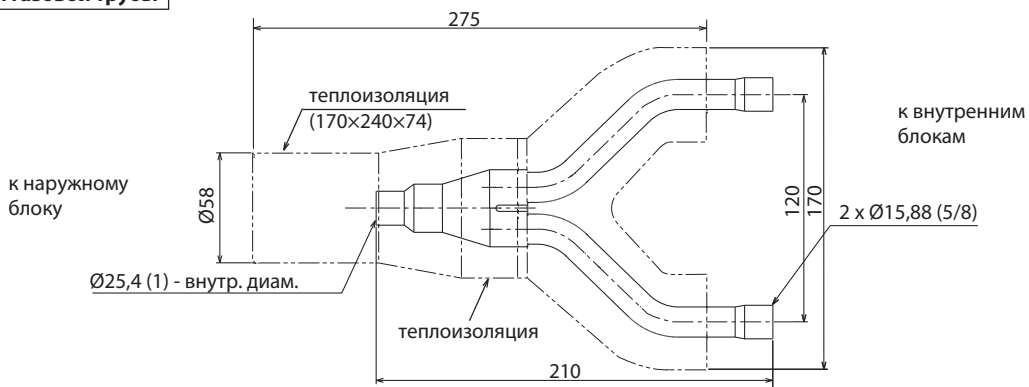 275
теплоизоляция
(170×240×74)
к внутренним
блокам
к наружному
блоку
Ø58
120
170
2 x Ø15,88 (5/8)
Ø25,4 (1) - внутр. диам.
теплоизоляция
210